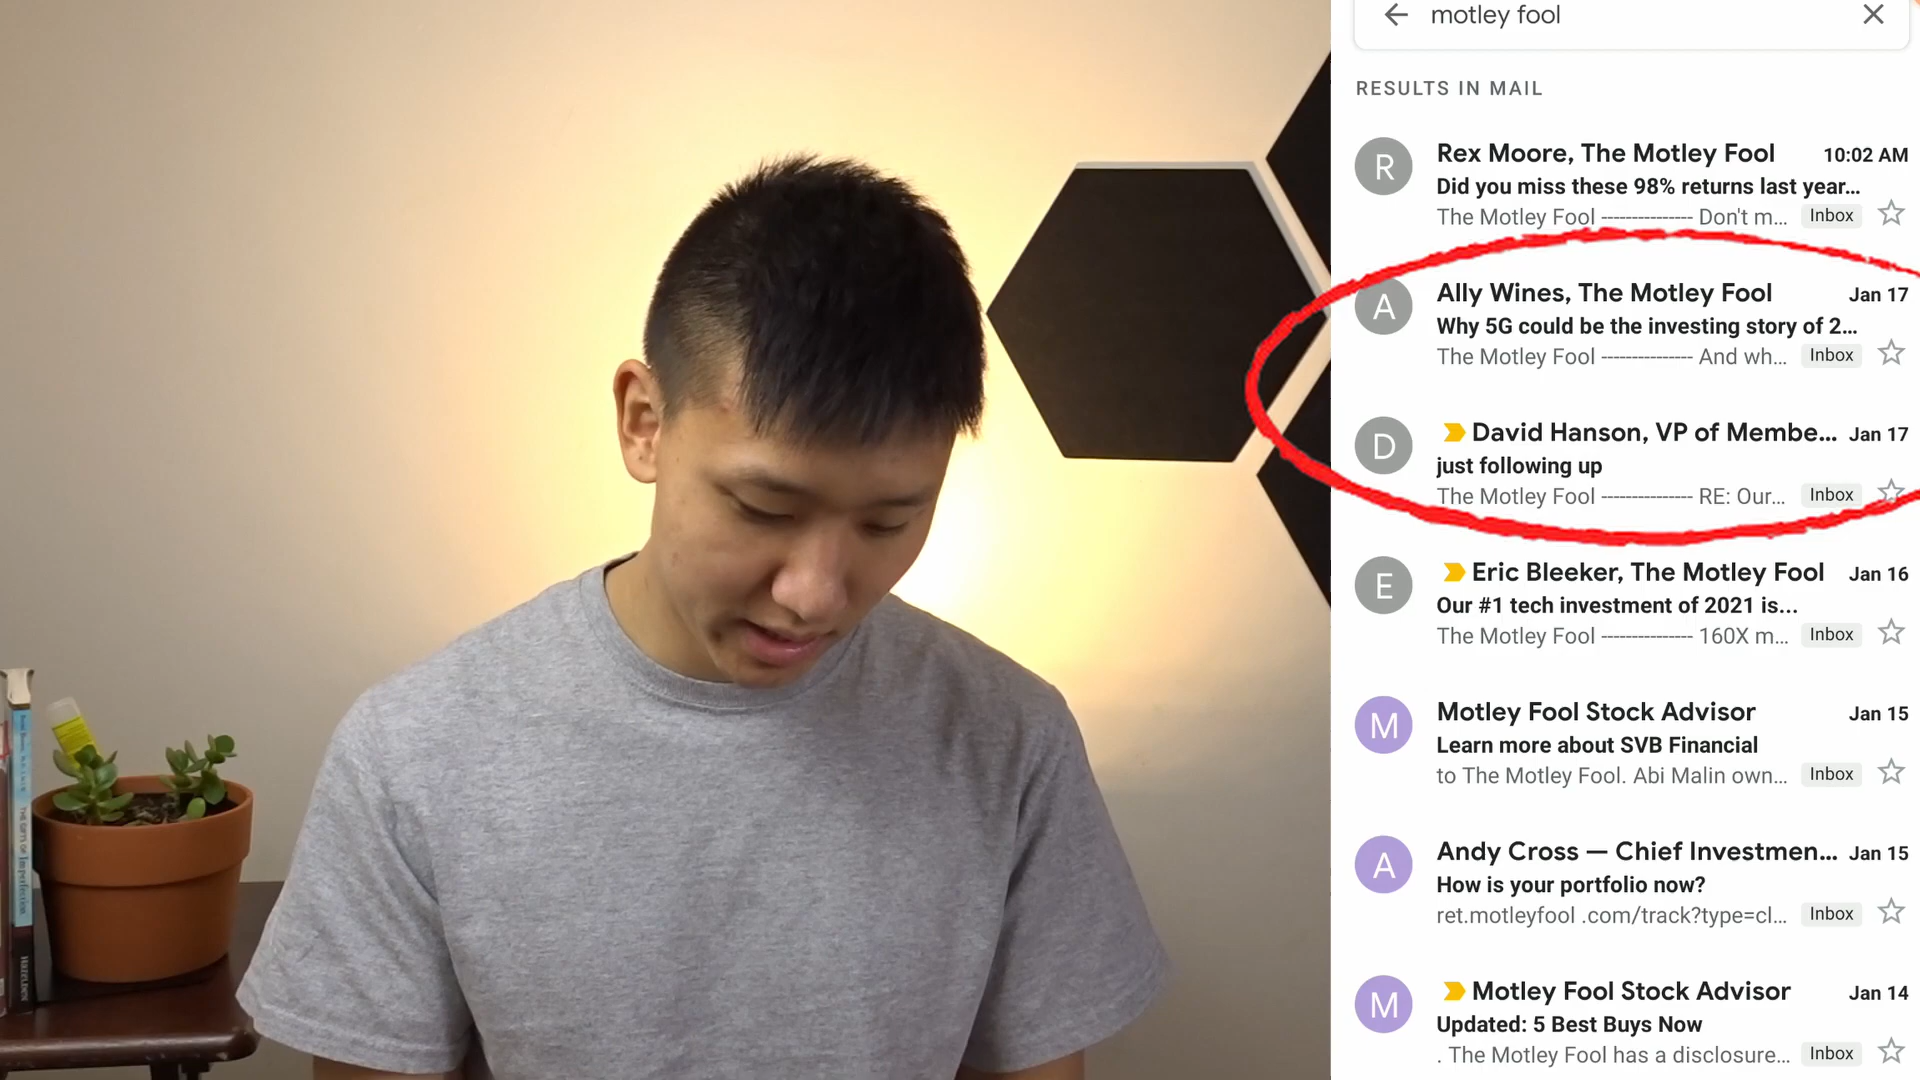 motley fool
RESULTS IN MAIL
R
Rex Moore, The Motley Fool 10:02 AM
Did you miss these 98% returns last year...
The Motley Fool --------------- Don't m... Inbox
A
Ally Wines, The Motley Fool Jan 17
Why 5G could be the investing story of 2...
The Motley Fool --------------- And wh... Inbox
D
David Hanson, VP of Membe... Jan 17
just following up
The Motley Fool --------------- RE: Our... Inbox
E
Eric Bleeker, The Motley Fool Jan 16
Our #1 tech investment of 2021 is...
The Motley Fool --------------- 160X m... Inbox
M
Motley Fool Stock Advisor Jan 15
Learn more about SVB Financial
to The Motley Fool. Abi Malin own... Inbox
A
Andy Cross — Chief Investmen... Jan 15
How is your portfolio now?
ret.motleyfool .com/track?type=cl... Inbox
M
Motley Fool Stock Advisor Jan 14
Updated: 5 Best Buys Now
. The Motley Fool has a disclosure... Inbox
THE GIFTS OF Imperfection
HAZELDEN